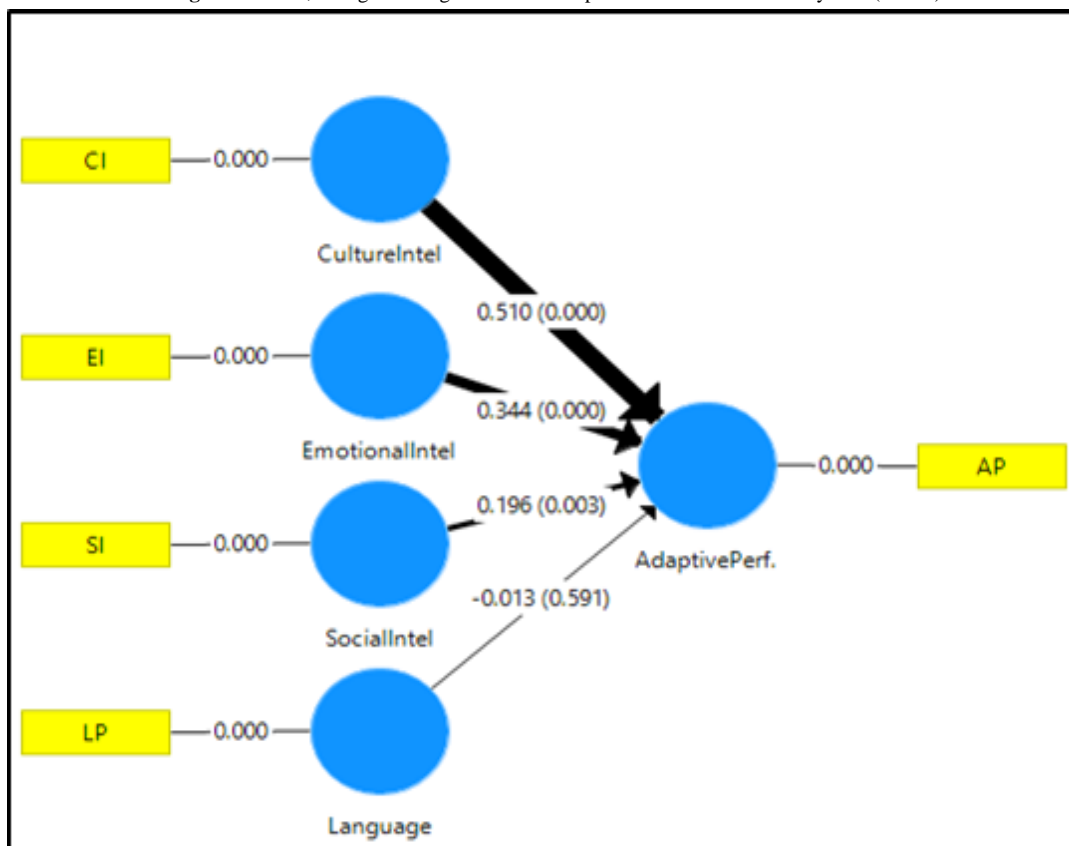 CI
0.000
CultureIntel
0.510 (0.000)
EI
0.000
0.344 (0.000)
EmotionalIntel
0.000
AP
SI
0.000
0.196 (0.003)
AdaptivePerf.
-0.013 (0.591)
SocialIntel
LP
0.000
Language